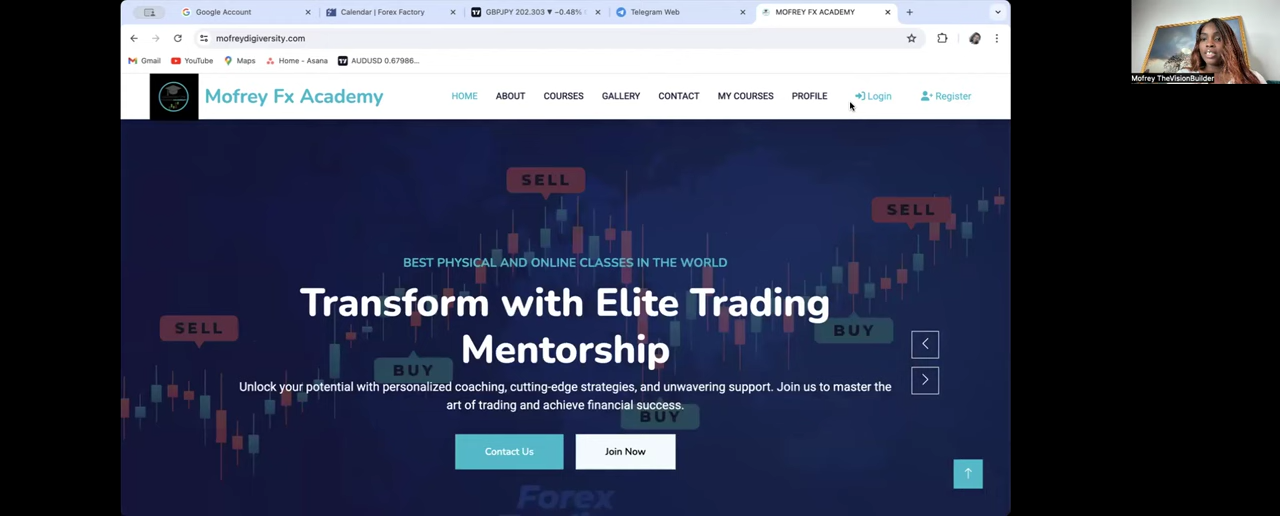 Google Account
Calendar | Forex Factory
GBPJPY 202.303 ▼ −0.48%
Telegram Web
MOFREY FX ACADEMY
mofreydigiversity.com
Gmail
YouTube
Maps
Home - Asana
AUDUSD 0.67986...
Mofrey TheVisionBuilder
Mofrey Fx Academy
HOME
ABOUT
COURSES
GALLERY
CONTACT
MY COURSES
PROFILE
Login
Register
SELL
SELL
SELL
BUY
BUY
BUY
BEST PHYSICAL AND ONLINE CLASSES IN THE WORLD
Transform with Elite Trading
Mentorship
Unlock your potential with personalized coaching, cutting-edge strategies, and unwavering support. Join us to master the
art of trading and achieve financial success.
Contact Us
Join Now
Forex